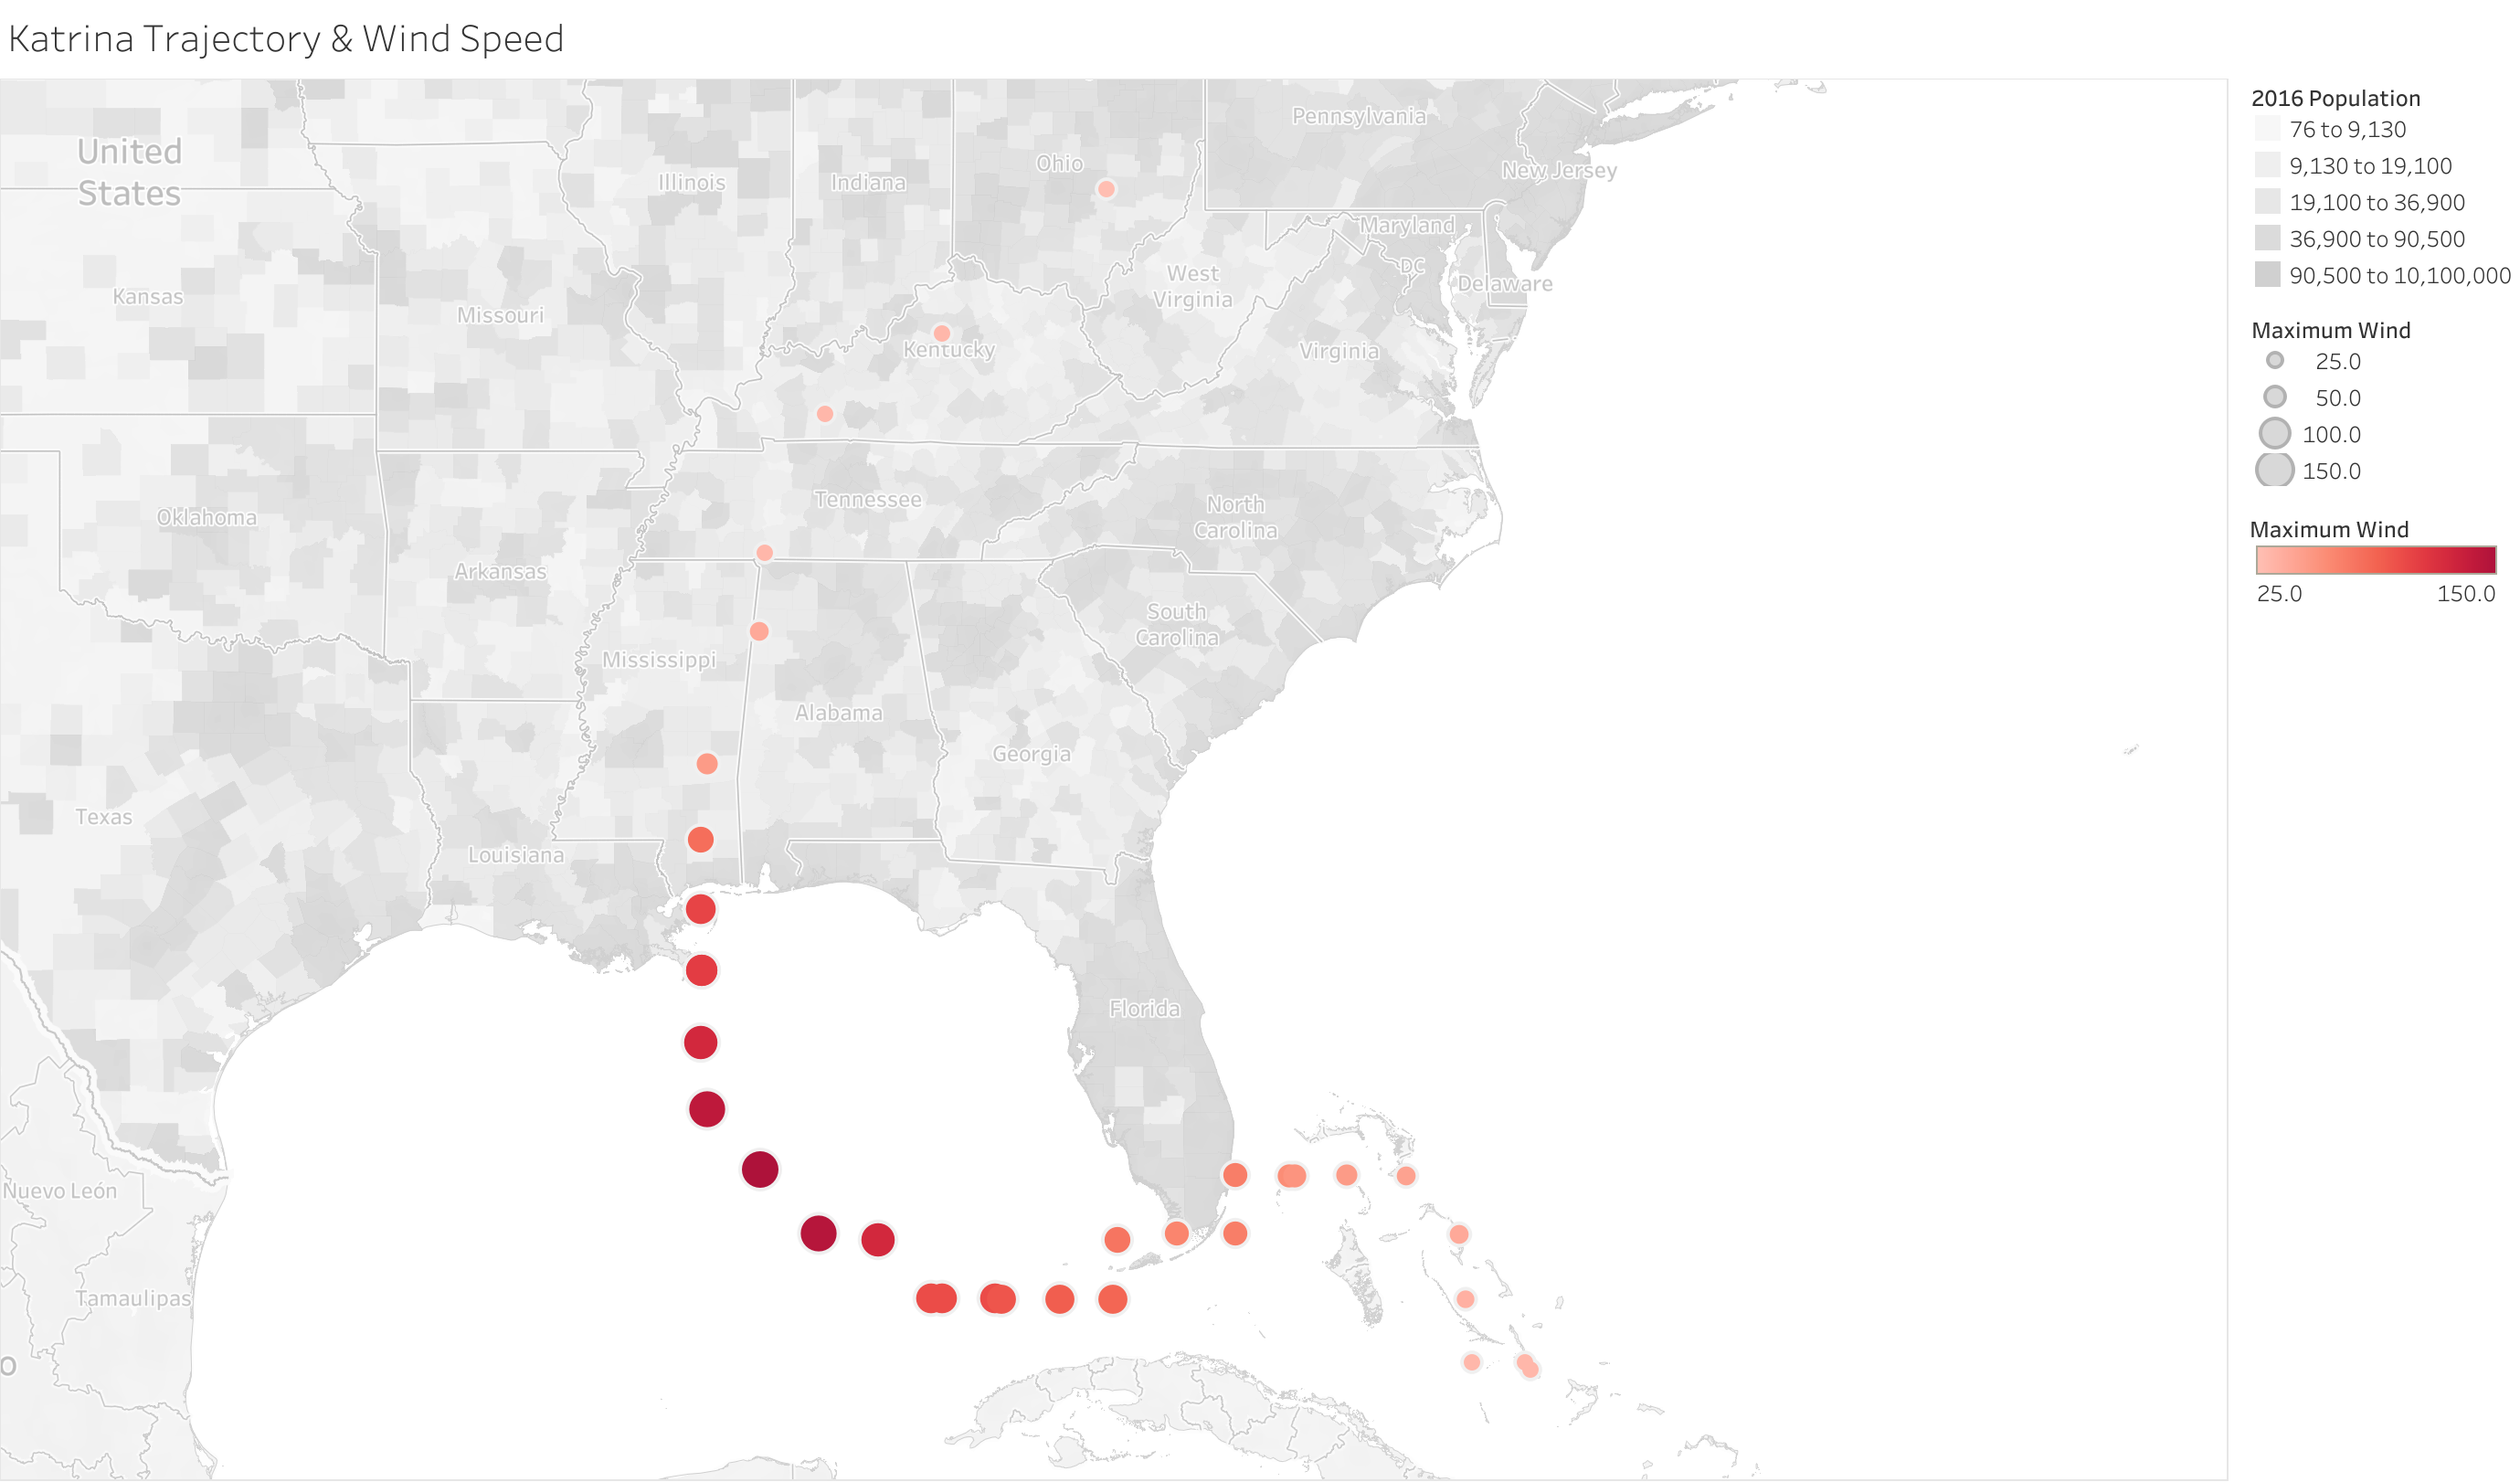 Katrina Trajectory & Wind Speed
United
States
Pennsylvania
Ohio
New Jersey
Illinois
Indiana
Maryland
DC
West
Virginia
Delaware
Kansas
Missouri
Kentucky
Virginia
Tennessee
North
Carolina
Oklahoma
Arkansas
South
Carolina
Mississippi
Alabama
Georgia
Texas
Louisiana
Florida
Nuevo León
Tamaulipas
o
2016 Population
76 to 9,130
9,130 to 19,100
19,100 to 36,900
36,900 to 90,500
90,500 to 10,100,000
Maximum Wind
25.0
50.0
100.0
150.0
Maximum Wind
25.0 150.0